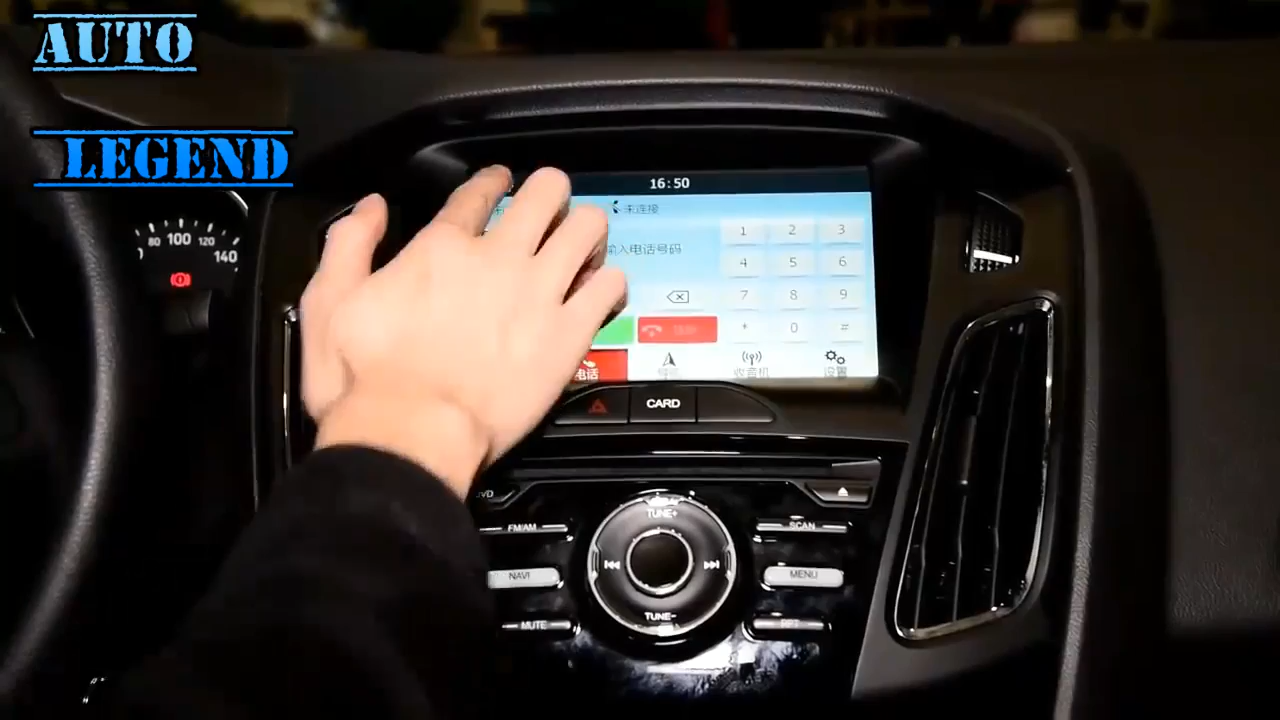 AUTO
LEGEND
16:50
未连接
输入电话号码
1 2 3
4 5 6
7 8 9
* 0 =
电话
收音机
设置
80 100 120
140
CARD
TUNE+
FM/AM
SCAN
NAVI
MENU
TUNE-
MUTE